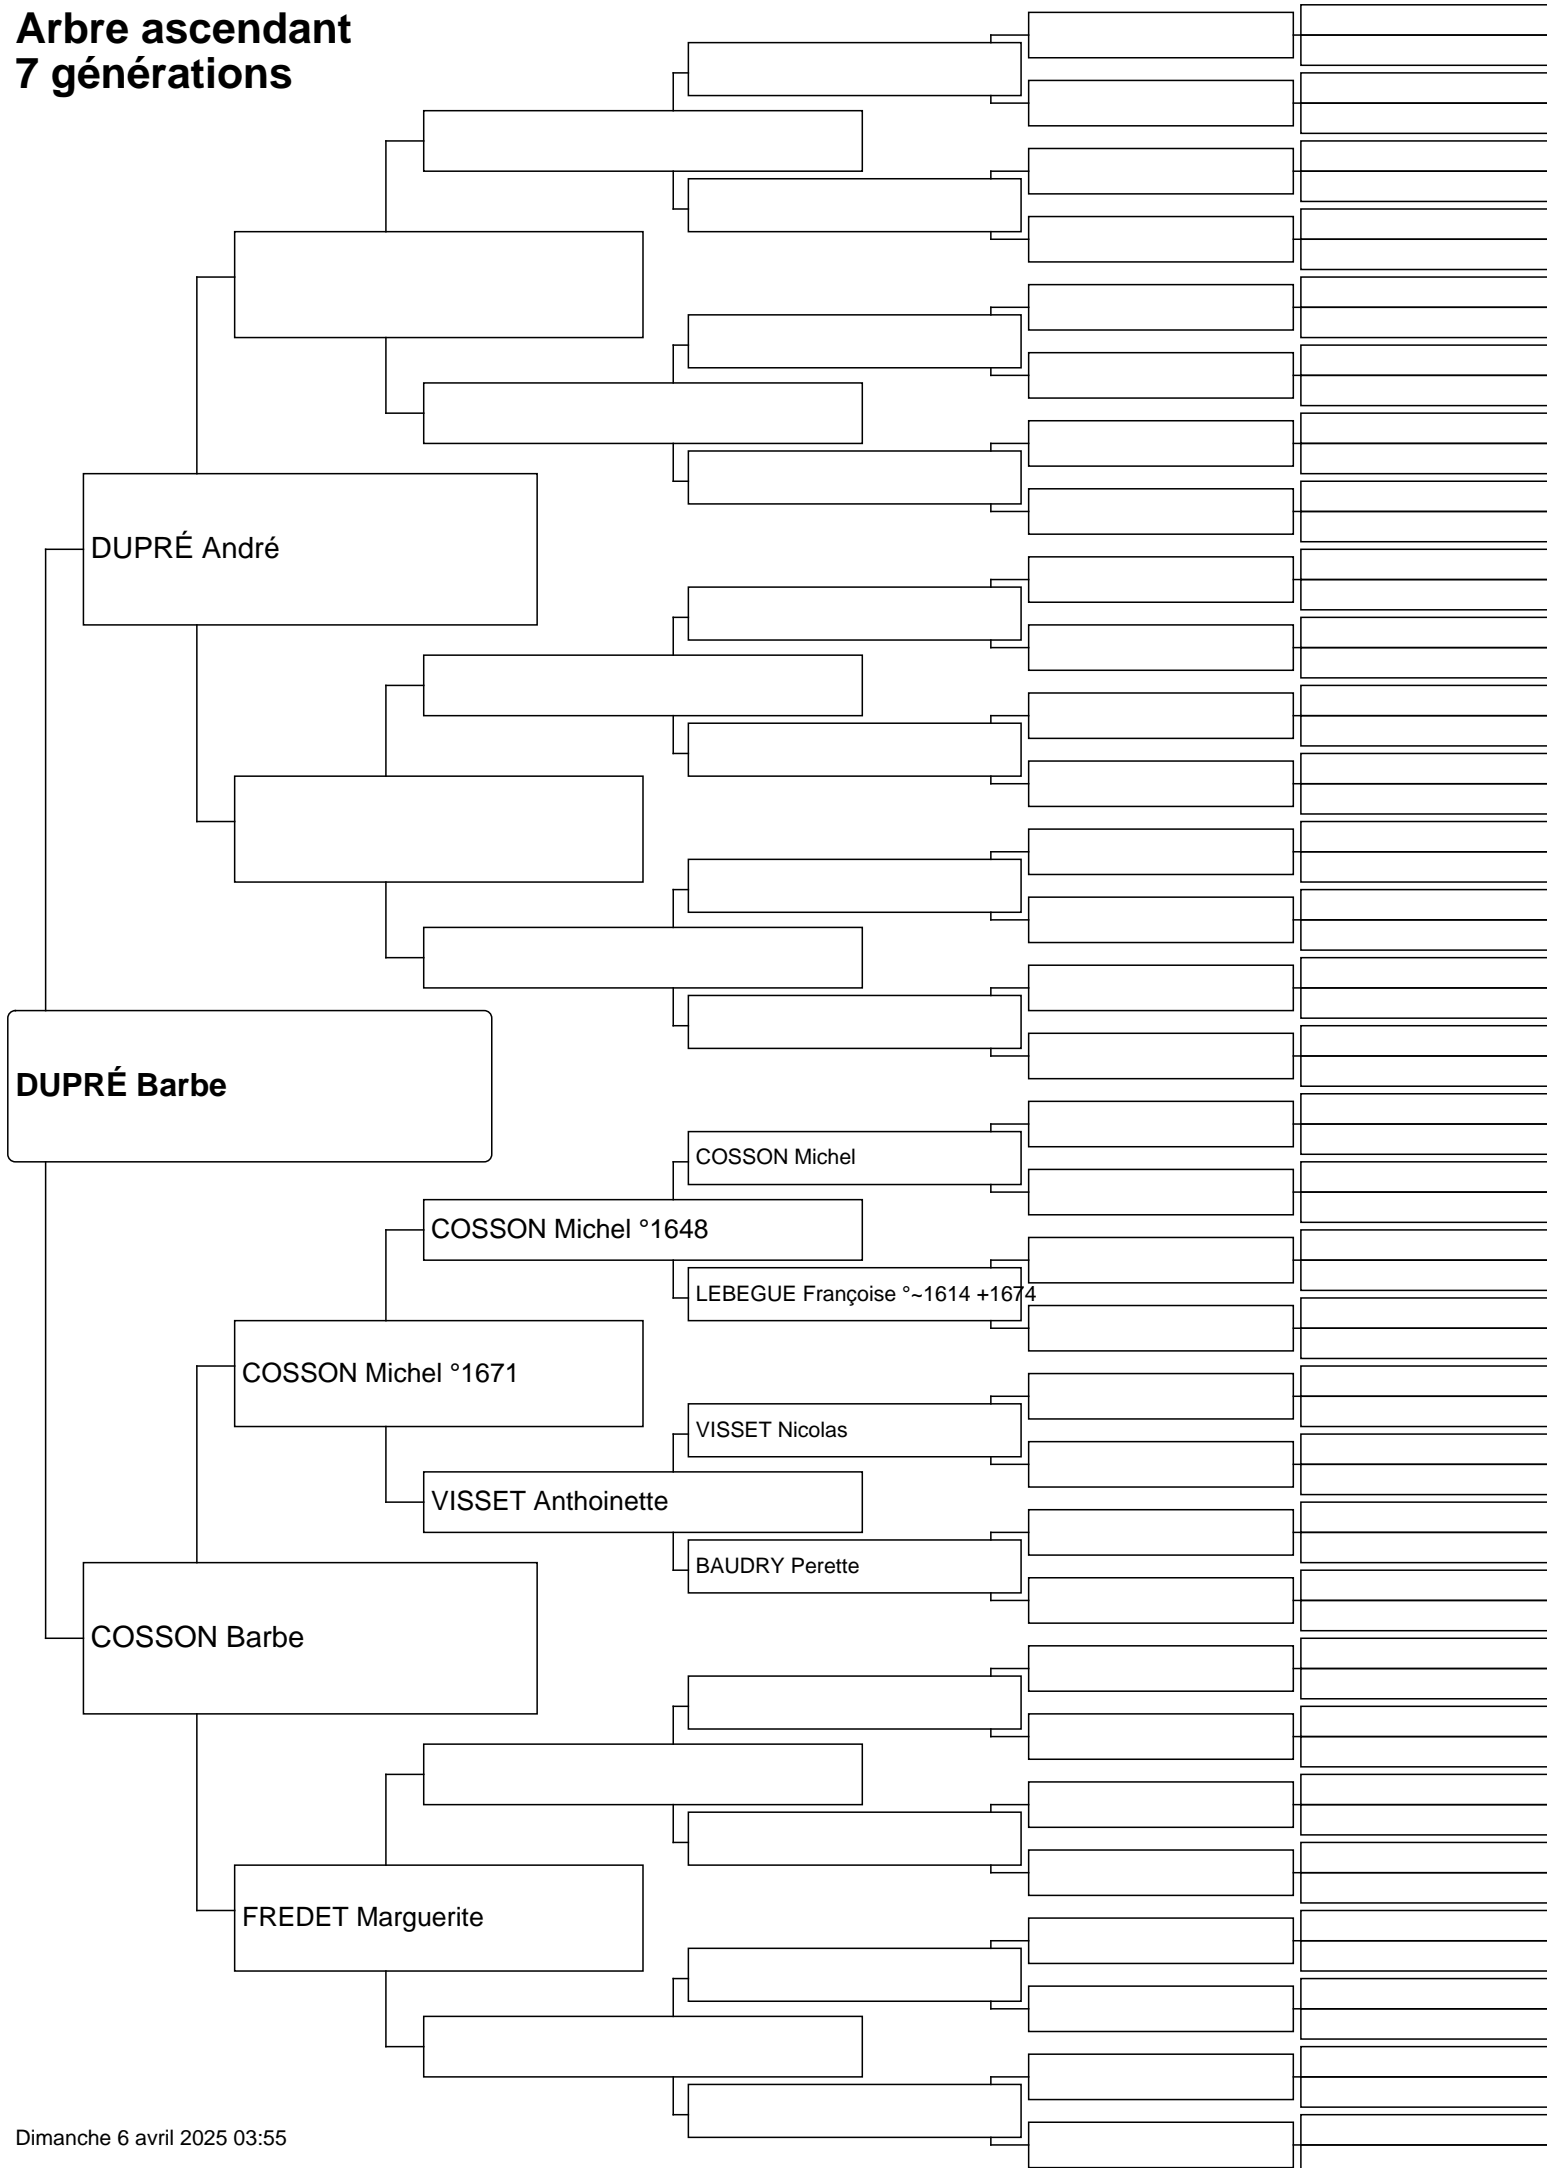 Arbre ascendant
7 générations
DUPRÉ André
DUPRÉ Barbe
COSSON Michel
COSSON Michel °1648
LEBEGUE Françoise °~1614 +1674
COSSON Michel °1671
VISSET Nicolas
VISSET Anthoinette
BAUDRY Perette
COSSON Barbe
FREDET Marguerite
Dimanche 6 avril 2025 03:55